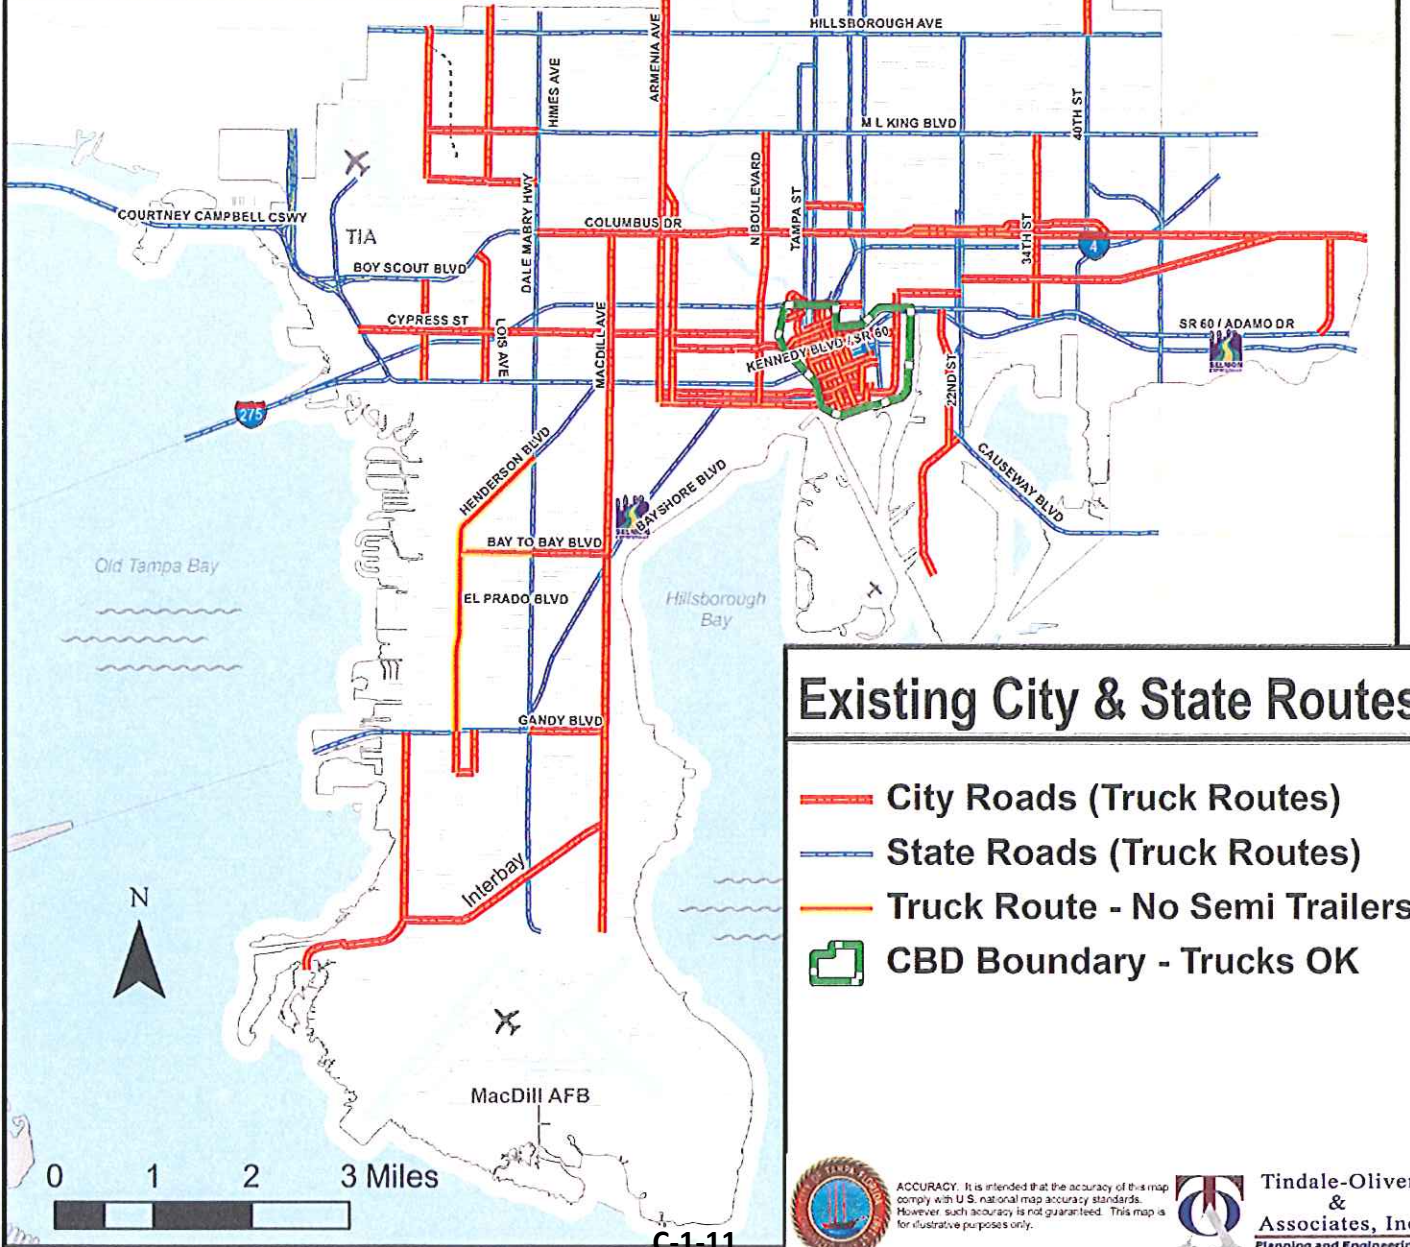 HILLSBOROUGH AVE
ARMENIA AVE
HIMES AVE
40TH ST
M L KING BLVD
N BOULEVARD
TAMPA ST
DALE MABRY HWY
COURTNEY CAMPBELL CSWY
COLUMBUS DR
34TH ST
TIA
4
BOY SCOUT BLVD
CYPRESS ST
LOIS AVE
MACDILL AVE
KENNEDY BLVD / SR 60
SR 60 / ADAMO DR
SELMON
22ND ST
275
HENDERSON BLVD
BAYSHORE BLVD
CAUSEWAY BLVD
SELMON
BAY TO BAY BLVD
Old Tampa Bay
EL PRADO BLVD
Hillsborough
Bay
GANDY BLVD
Interbay
N
MacDill AFB
0 1 2 3 Miles
Existing City & State Routes
City Roads (Truck Routes)
State Roads (Truck Routes)
Truck Route - No Semi Trailers
CBD Boundary - Trucks OK
ACCURACY. It is intended that the accuracy of this map
comply with U.S. national map accuracy standards.
However, such accuracy is not guaranteed. This map is
for illustrative purposes only.
Tindale-Oliver
&
Associates, Inc
Planning and Engineering
C-1-11